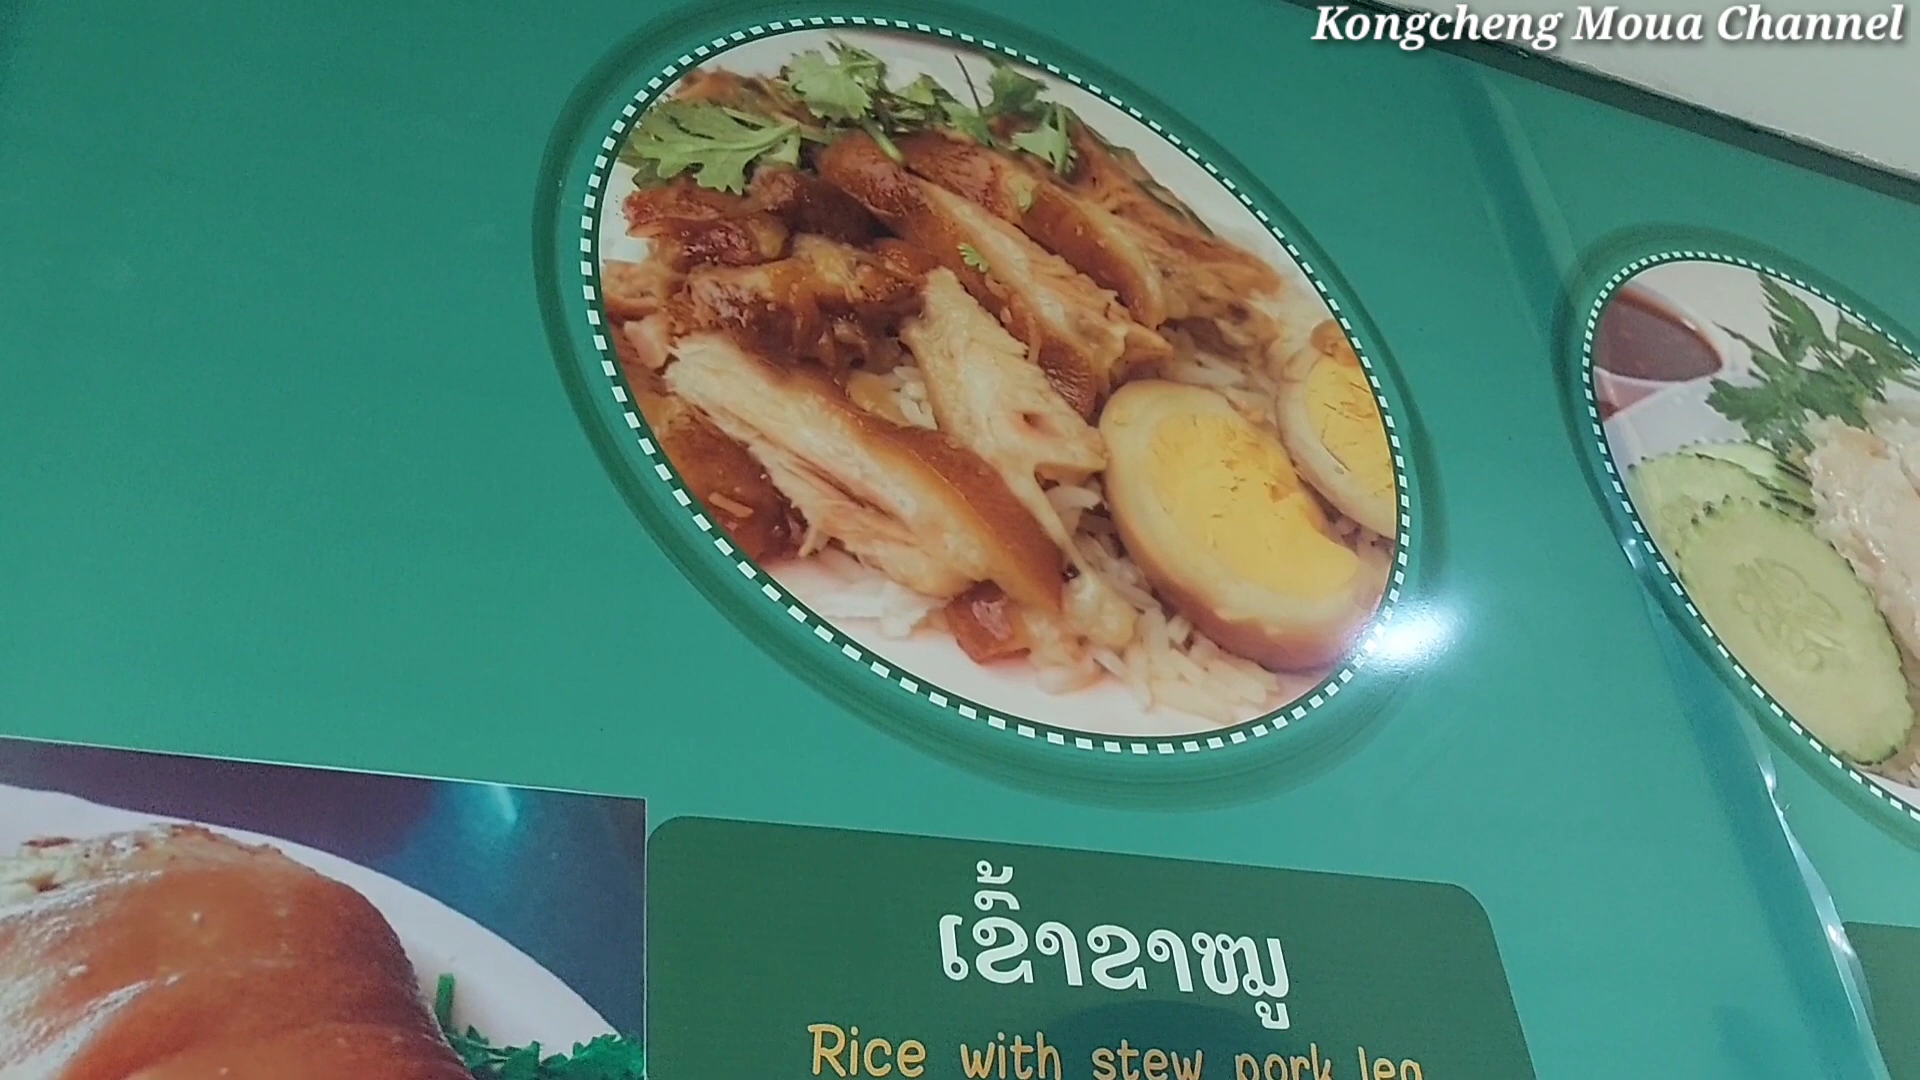 Kongcheng Moua Channel
ເຂົ້າຂາໝູ
Rice with stew pork leg